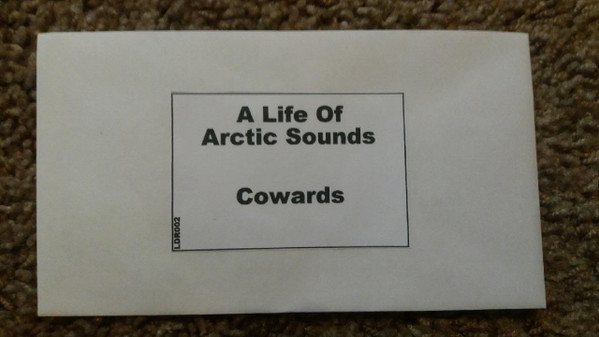 A Life Of
Arctic Sounds
Cowards
LDR002